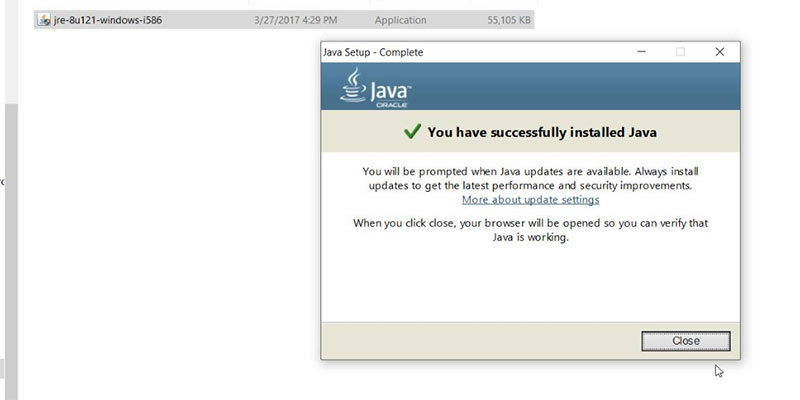 jre-8u121-windows-i586 3/27/2017 4:29 PM Application 55,105 KB
Java Setup - Complete
Java™
ORACLE
You have successfully installed Java
You will be prompted when Java updates are available. Always install
updates to get the latest performance and security improvements.
More about update settings
When you click close, your browser will be opened so you can verify that
Java is working.
Close